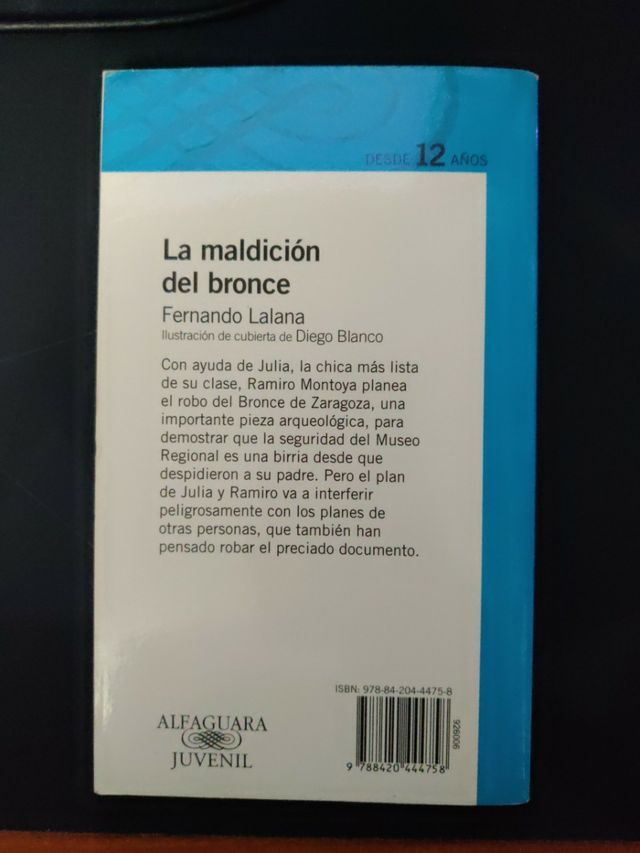 DESDE 12 AÑOS
La maldición
del bronce
Fernando Lalana
Ilustración de cubierta de Diego Blanco
Con ayuda de Julia, la chica más lista
de su clase, Ramiro Montoya planea
el robo del Bronce de Zaragoza, una
importante pieza arqueológica, para
demostrar que la seguridad del Museo
Regional es una birria desde que
despidieron a su padre. Pero el plan
de Julia y Ramiro va a interferir
peligrosamente con los planes de
otras personas, que también han
pensado robar el preciado documento.
ISBN: 978-84-204-4475-8
926006
9 788420 444758
ALFAGUARA
JUVENIL